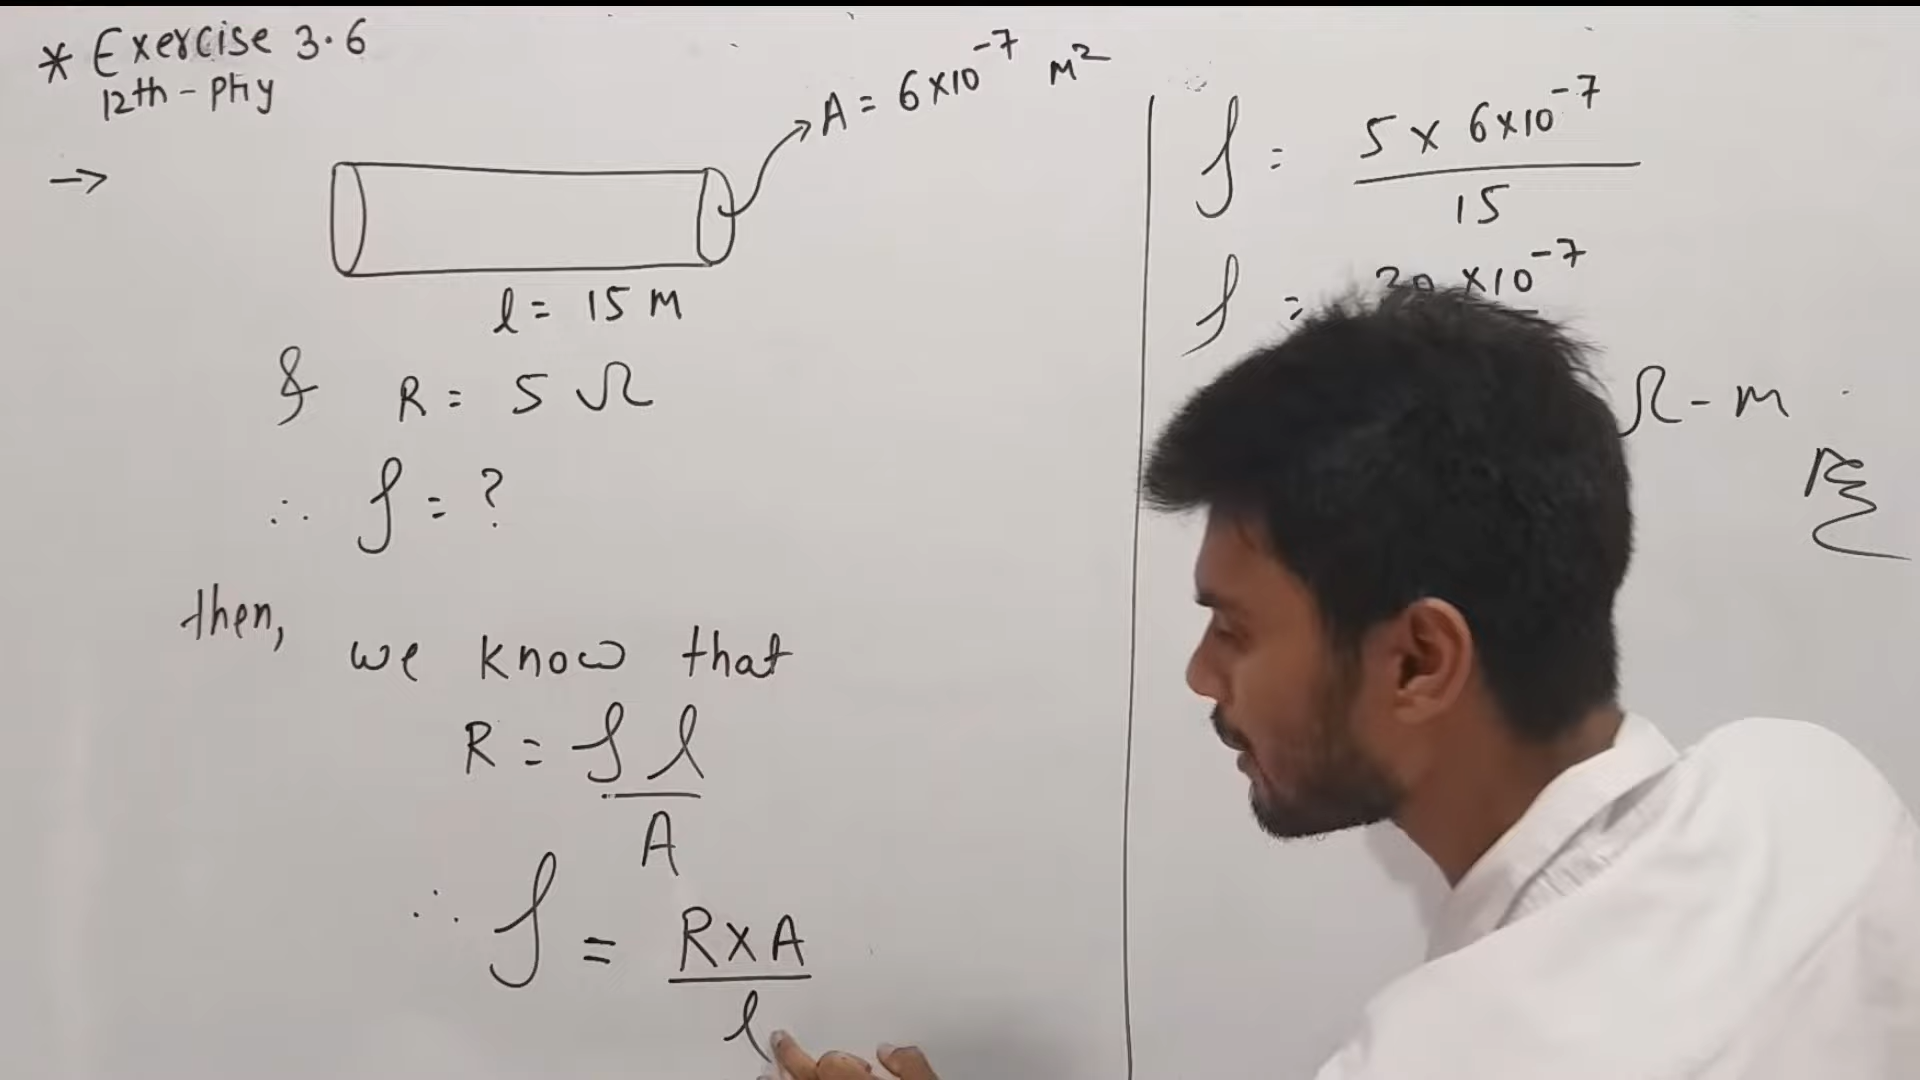 * Exercise 3.6
12th - Phy
→
A = 6×10⁻⁷ m²
l = 15 m
& R = 5 Ω
∴ ρ = ?
then, we know that
R = ρ l
A
∴ ρ = R×A
l
ρ = 5 × 6×10⁻⁷
15
ρ = 30 ×10⁻⁷
Ω - m